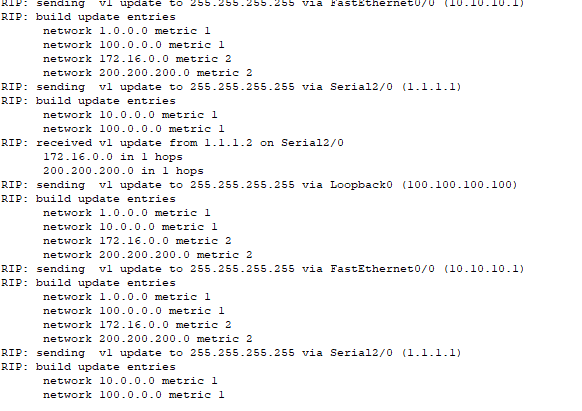 RIP: sending  v1 update to 255.255.255.255 via FastEthernet0/0 (10.10.10.1)
RIP: build update entries
      network 1.0.0.0 metric 1
      network 100.0.0.0 metric 1
      network 172.16.0.0 metric 2
      network 200.200.200.0 metric 2
RIP: sending  v1 update to 255.255.255.255 via Serial2/0 (1.1.1.1)
RIP: build update entries
      network 10.0.0.0 metric 1
      network 100.0.0.0 metric 1
RIP: received v1 update from 1.1.1.2 on Serial2/0
      172.16.0.0 in 1 hops
      200.200.200.0 in 1 hops
RIP: sending  v1 update to 255.255.255.255 via Loopback0 (100.100.100.100)
RIP: build update entries
      network 1.0.0.0 metric 1
      network 10.0.0.0 metric 1
      network 172.16.0.0 metric 2
      network 200.200.200.0 metric 2
RIP: sending  v1 update to 255.255.255.255 via FastEthernet0/0 (10.10.10.1)
RIP: build update entries
      network 1.0.0.0 metric 1
      network 100.0.0.0 metric 1
      network 172.16.0.0 metric 2
      network 200.200.200.0 metric 2
RIP: sending  v1 update to 255.255.255.255 via Serial2/0 (1.1.1.1)
RIP: build update entries
      network 10.0.0.0 metric 1
      network 100.0.0.0 metric 1